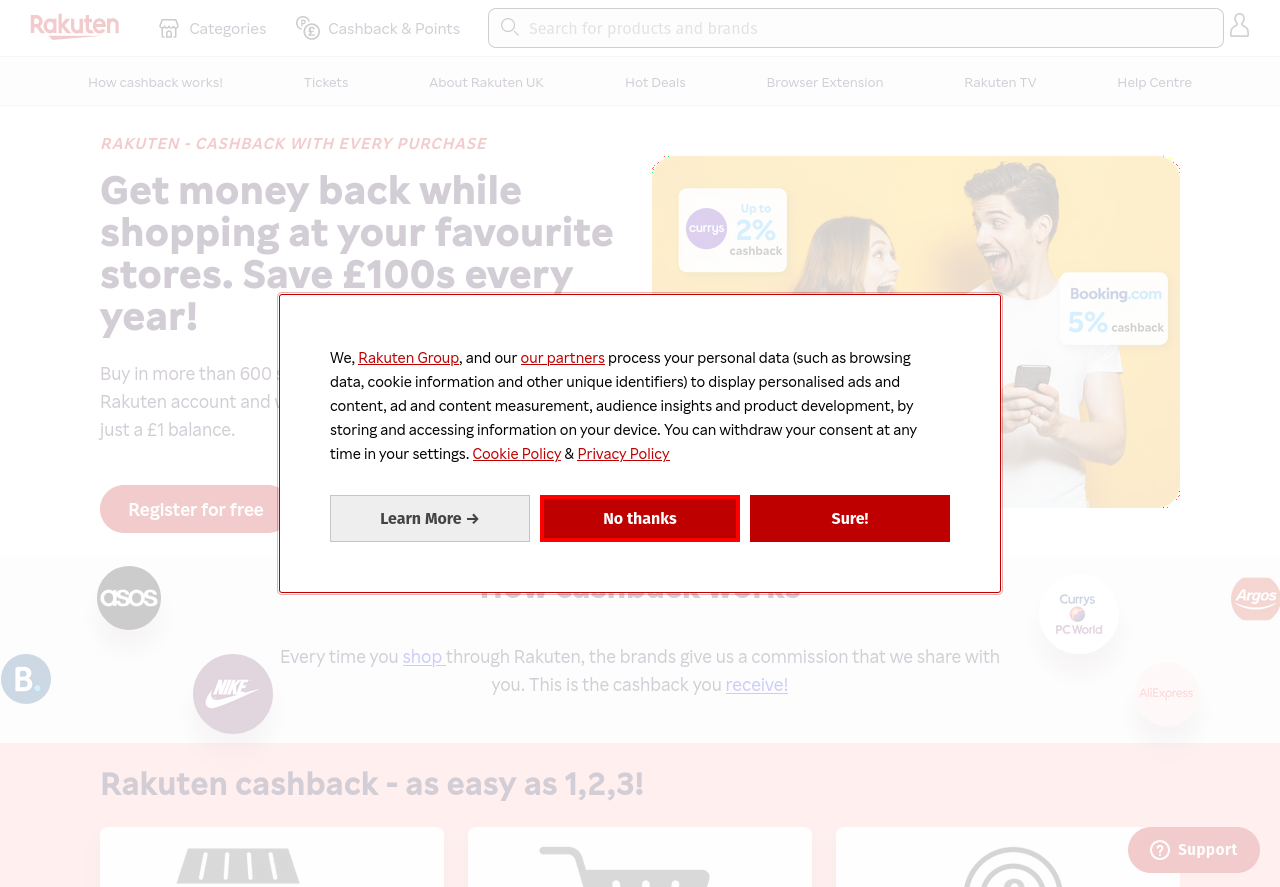 Rakuten
Categories
Cashback & Points
Search for products and brands
How cashback works!
Tickets
About Rakuten UK
Hot Deals
Browser Extension
Rakuten TV
Help Centre
RAKUTEN - CASHBACK WITH EVERY PURCHASE
Get money back while
shopping at your favourite
stores. Save £100s every
year!
Buy in more than 600
Rakuten account and
just a £1 balance.
Register for free
currys
Up to
2%
cashback
Booking.com
5% cashback
We, Rakuten Group, and our our partners process your personal data (such as browsing
data, cookie information and other unique identifiers) to display personalised ads and
content, ad and content measurement, audience insights and product development, by
storing and accessing information on your device. You can withdraw your consent at any
time in your settings. Cookie Policy & Privacy Policy
Learn More →
No thanks
Sure!
How cashback works
asos
B.
NIKE
Currys
PC World
Argos
AliExpress
Every time you shop through Rakuten, the brands give us a commission that we share with
you. This is the cashback you receive!
Rakuten cashback - as easy as 1,2,3!
Support